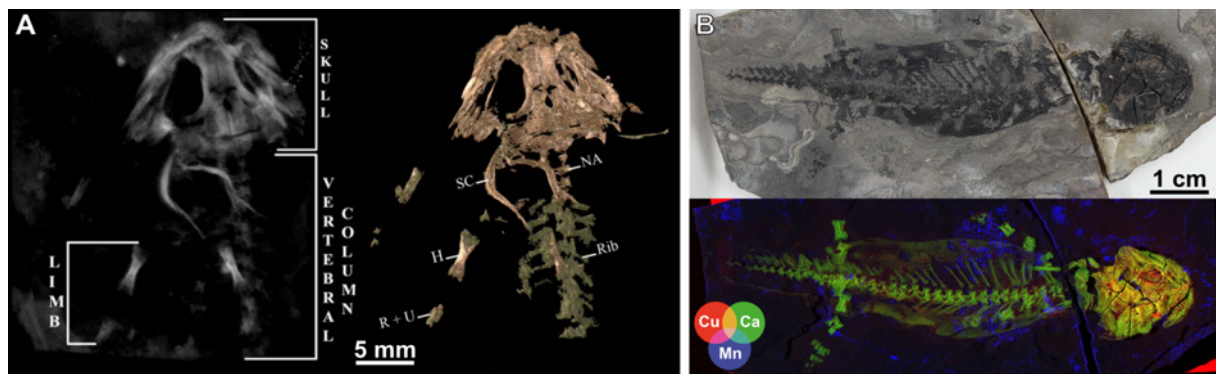 A
SKULL
VERTEBRAL
COLUMN
LIMB
SC
NA
H
Rib
R + U
5 mm
B
1 cm
Cu
Ca
Mn